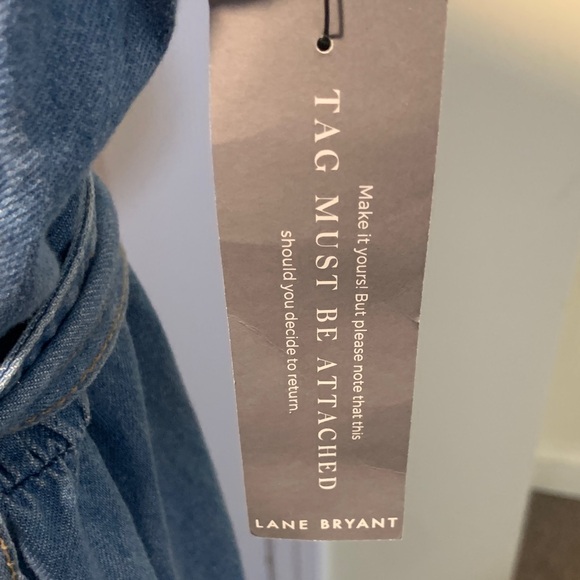 Make it yours! But please note that this
TAG MUST BE ATTACHED
should you decide to return.
LANE BRYANT